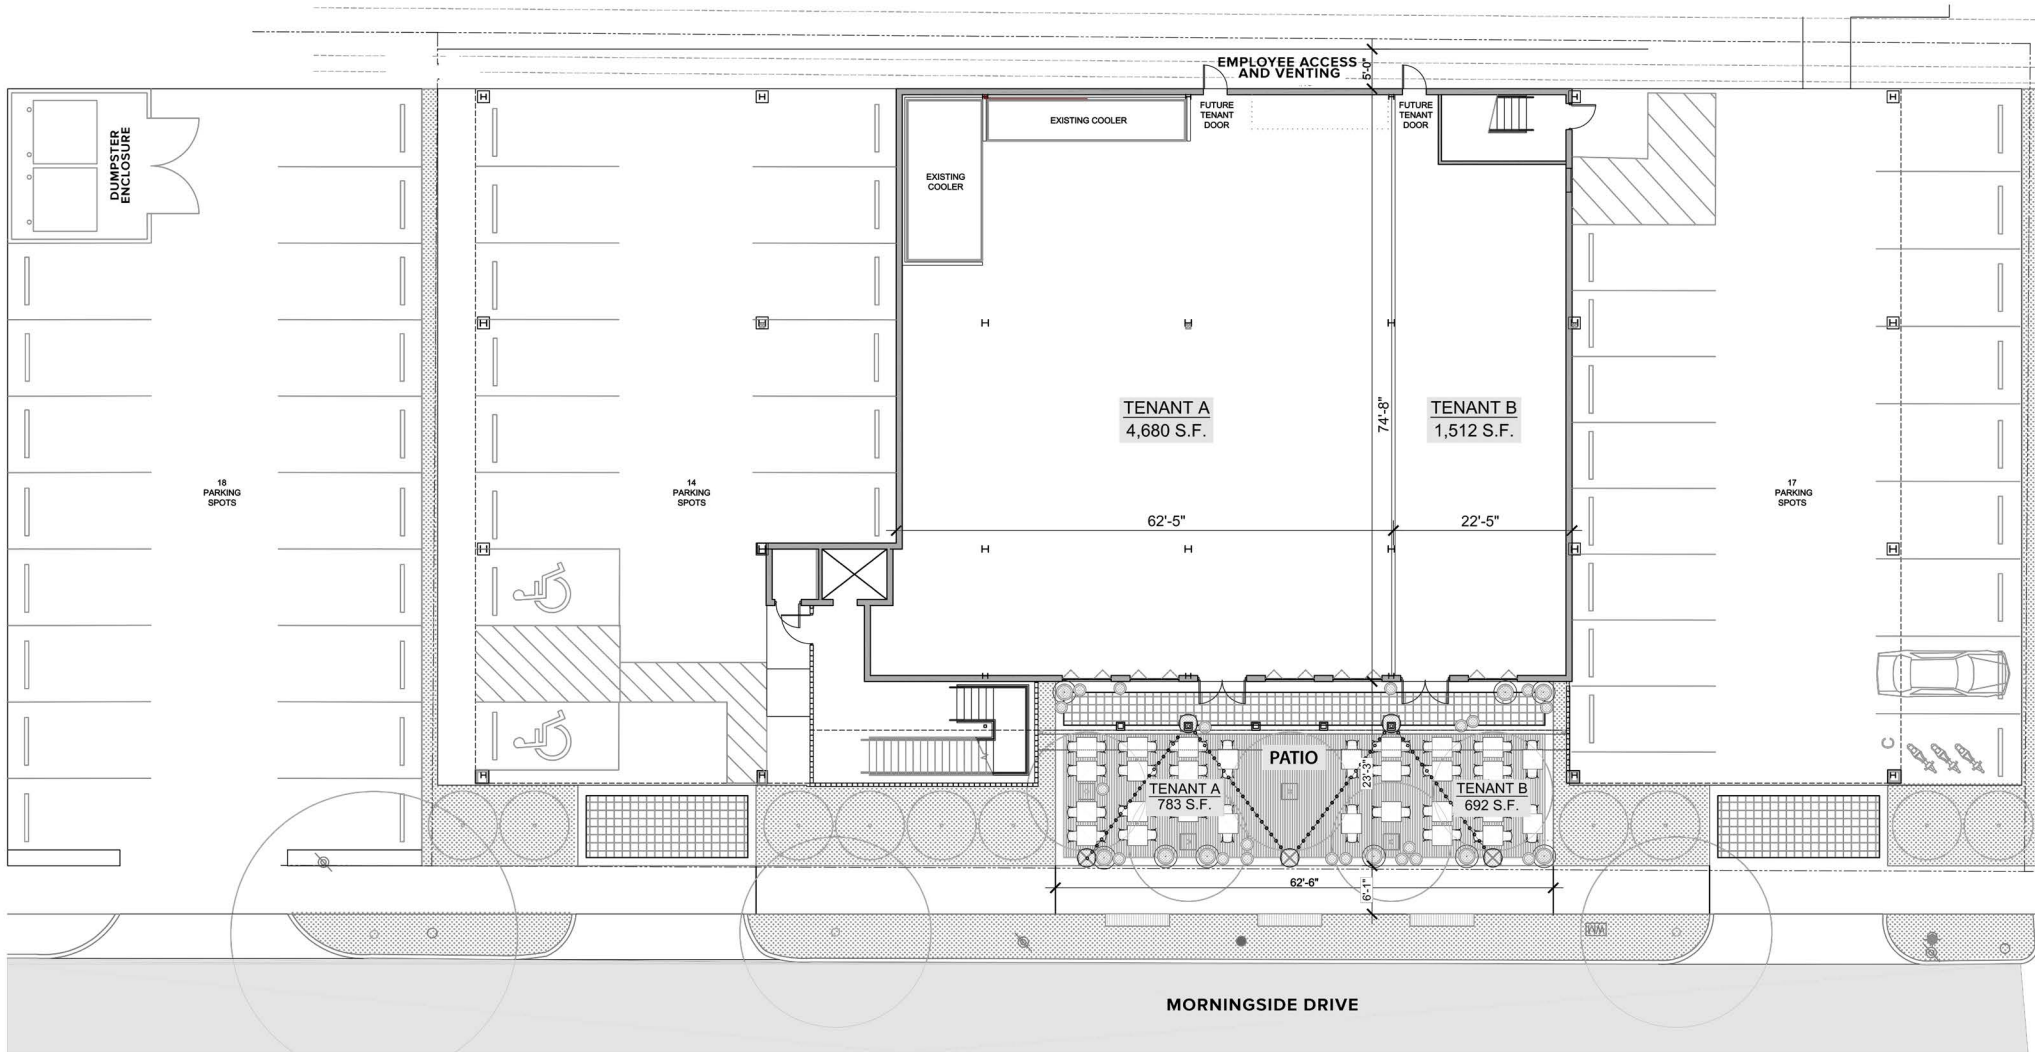 EMPLOYEE ACCESS
AND VENTING
5'-0"
DUMPSTER
ENCLOSURE
EXISTING COOLER
FUTURE
TENANT
DOOR
FUTURE
TENANT
DOOR
EXISTING
COOLER
TENANT A
4,680 S.F.
74'-8"
TENANT B
1,512 S.F.
18
PARKING
SPOTS
14
PARKING
SPOTS
17
PARKING
SPOTS
62'-5"
22'-5"
C
PATIO
23'-3"
TENANT A
783 S.F.
TENANT B
692 S.F.
62'-6"
6'-1"
WM
MORNINGSIDE DRIVE